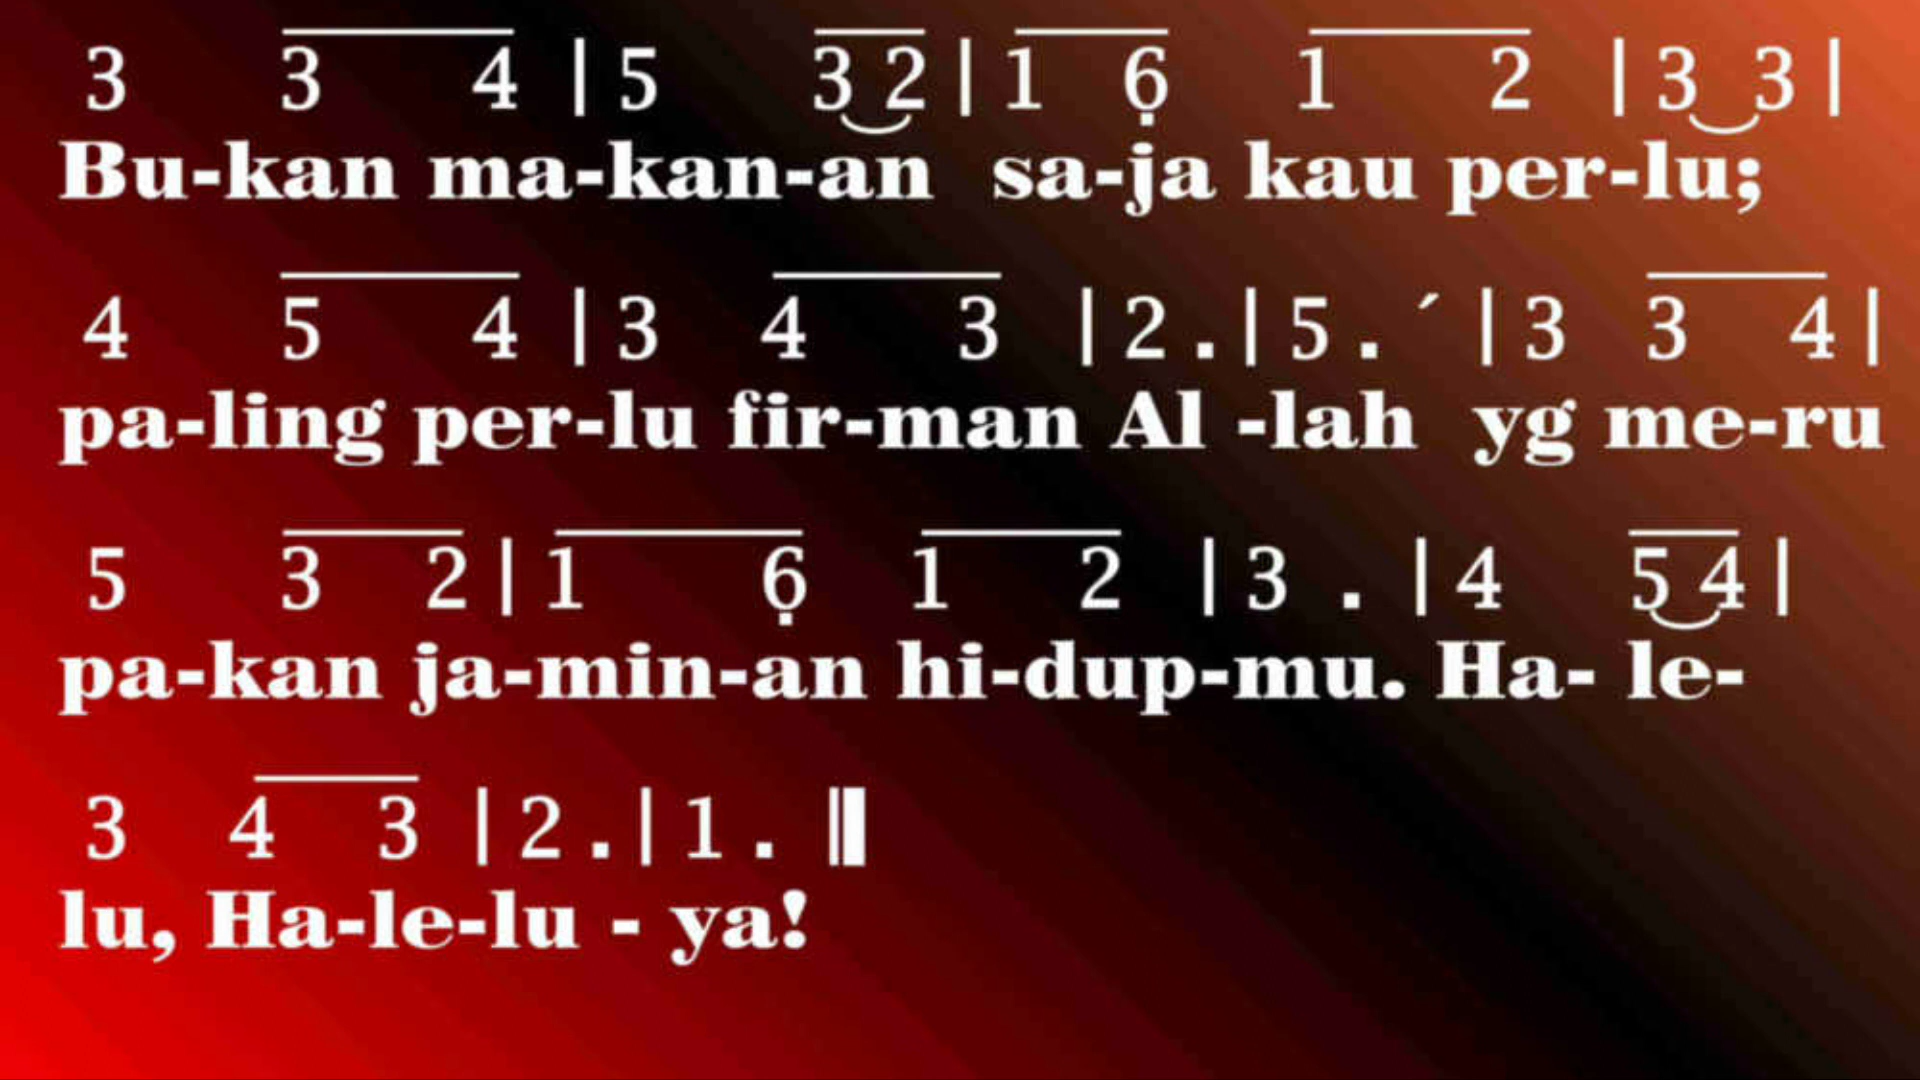 3 3 4 | 5 3 2 | 1 6̣ 1 2 | 3 3 |
Bu-kan ma-kan-an sa-ja kau per-lu;
4 5 4 | 3 4 3 | 2 . | 5 . ´ | 3 3 4 |
pa-ling per-lu fir-man Al -lah yg me-ru
5 3 2 | 1 6̣ 1 2 | 3 . | 4 5 4 |
pa-kan ja-min-an hi-dup-mu. Ha- le-
3 4 3 | 2 . | 1 . ‖
lu, Ha-le-lu - ya!